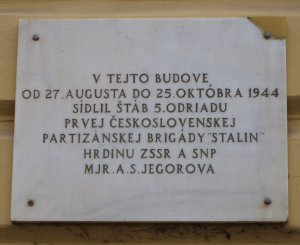 V TEJTO BUDOVE
OD 27. AUGUSTA DO 25. OKTÓBRA 1944
SÍDLIL ŠTÁB 5. ODRIADU
PRVEJ ČESKOSLOVENSKEJ
PARTIZÁNSKEJ BRIGÁDY "STALIN"
HRDINU ZSSR A SNP
MJR. A. S. JEGOROVA